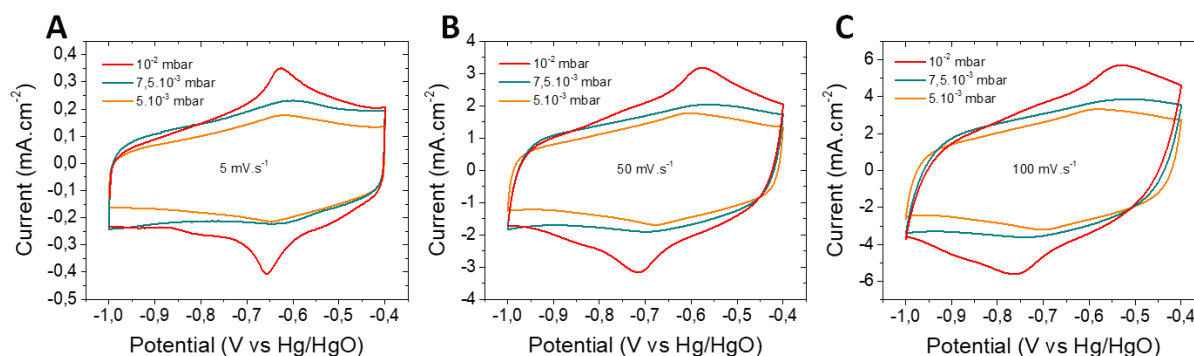 A
Current (mA.cm⁻²)
0,5
0,4
0,3
0,2
0,1
0,0
-0,1
-0,2
-0,3
-0,4
-0,5
10⁻² mbar
7,5.10⁻³ mbar
5.10⁻³ mbar
5 mV.s⁻¹
-1,0 -0,9 -0,8 -0,7 -0,6 -0,5 -0,4
Potential (V vs Hg/HgO)
B
Current (mA.cm⁻²)
4
3
2
1
0
-1
-2
-3
-4
10⁻² mbar
7,5.10⁻³ mbar
5.10⁻³ mbar
50 mV.s⁻¹
-1,0 -0,9 -0,8 -0,7 -0,6 -0,5 -0,4
Potential (V vs Hg/HgO)
C
Current (mA.cm⁻²)
6
4
2
0
-2
-4
-6
10⁻² mbar
7,5.10⁻³ mbar
5.10⁻³ mbar
100 mV.s⁻¹
-1,0 -0,9 -0,8 -0,7 -0,6 -0,5 -0,4
Potential (V vs Hg/HgO)